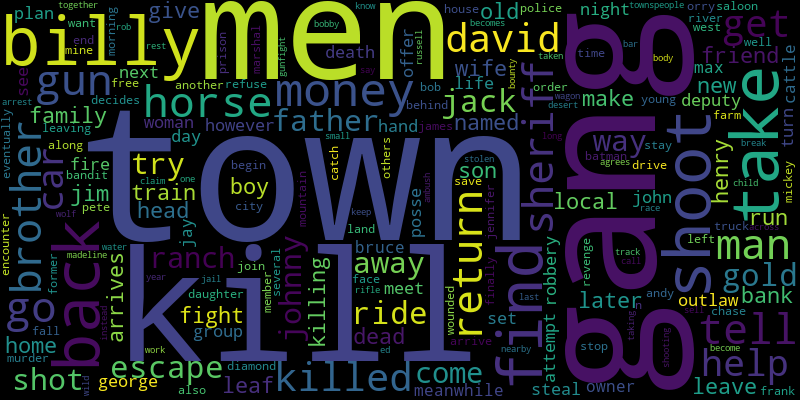 together
plan
want
end
mine
morning
rob
give
old
night
townspeople
orry
saloon
bobby
police
know
house
becomes
billy
men
david
gang
get
prison
marshal
gunfight
death
offer
russell
wife
friend
max
river
west
well
rest
say
see
gun
next
another
refuse
free
money
behind
bob
life
bounty
taken
time
bar
body
new
cattle
turn
decides
woman
however
horse
jack
named
order
wagon
desert
young
make
deputy
family
leaving
along
day
father
hand
james
long
sheriff
way
stay
farm
take
brother
eventually
arrest
car
fire
bandit
jim
pete
wolf
town
small
others
catch
posse
son
save
stolen
ambush
batman
agrees
drive
henry
break
child
mickey
try
train
head
begin
city
claim
one
boy
jay
keep
mountain
local
john
race
shoot
truck
across
run
encounter
back
madeline
water
arrives
ranch
land
bruce
away
return
jennifer
finally
find
later
revenge
track
call
left
man
go
former
fall
home
murder
instead
year
jail
join
daughter
several
member
johnny
killing
face
rifle
meet
ride
wounded
set
last
attempt
robbery
andy
outlaw
gold
bank
chase
kill
fight
group
dead
ed
arrive
nearby
taking
stop
self
shooting
tell
shot
wild
work
escape
george
also
leaf
diamond
killed
come
meanwhile
steal
owner
become
help
leave
frank